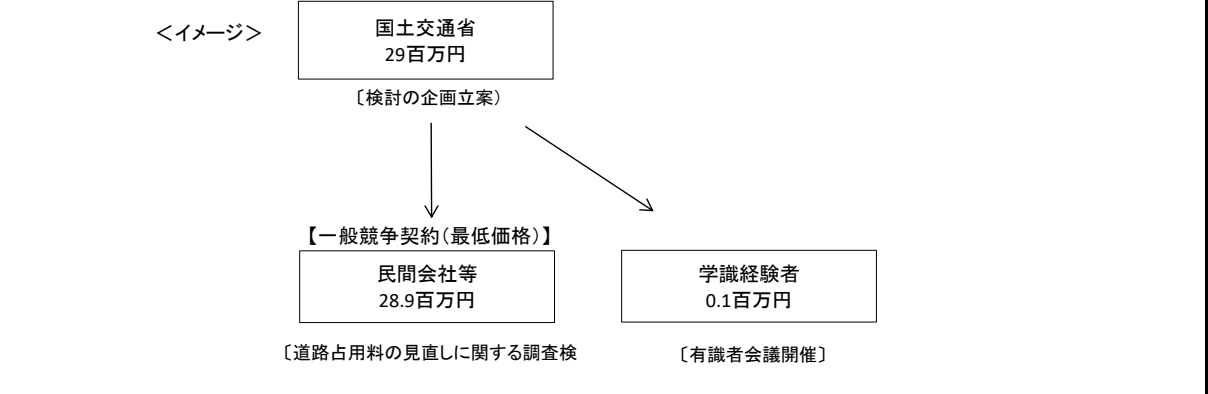 ＜イメージ＞
国土交通省
29百万円
〔検討の企画立案）
【一般競争契約（最低価格）】
民間会社等
28.9百万円
学識経験者
0.1百万円
〔道路占用料の見直しに関する調査検
〔有識者会議開催〕